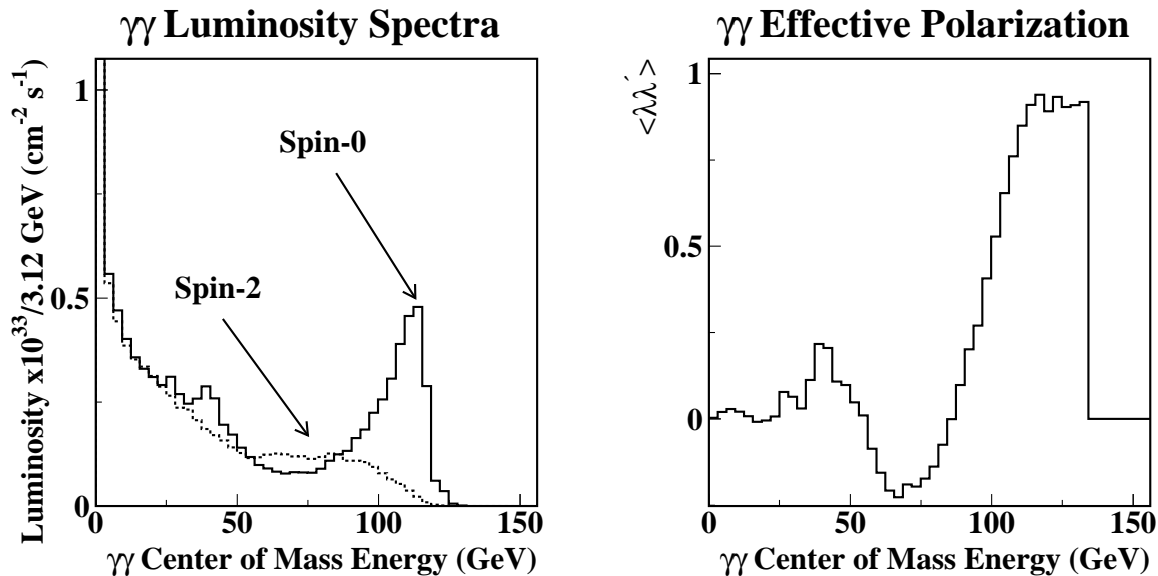 γγ Luminosity Spectra
Luminosity x10³³/3.12 GeV (cm⁻² s⁻¹)
1
0.5
0
Spin-0
Spin-2
0 50 100 150
γγ Center of Mass Energy (GeV)
γγ Effective Polarization
<λλ′>
1
0.5
0
0 50 100 150
γγ Center of Mass Energy (GeV)